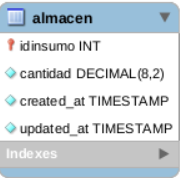 almacen
idinsumo INT
cantidad DECIMAL(8,2)
created_at TIMESTAMP
updated_at TIMESTAMP
Indexes